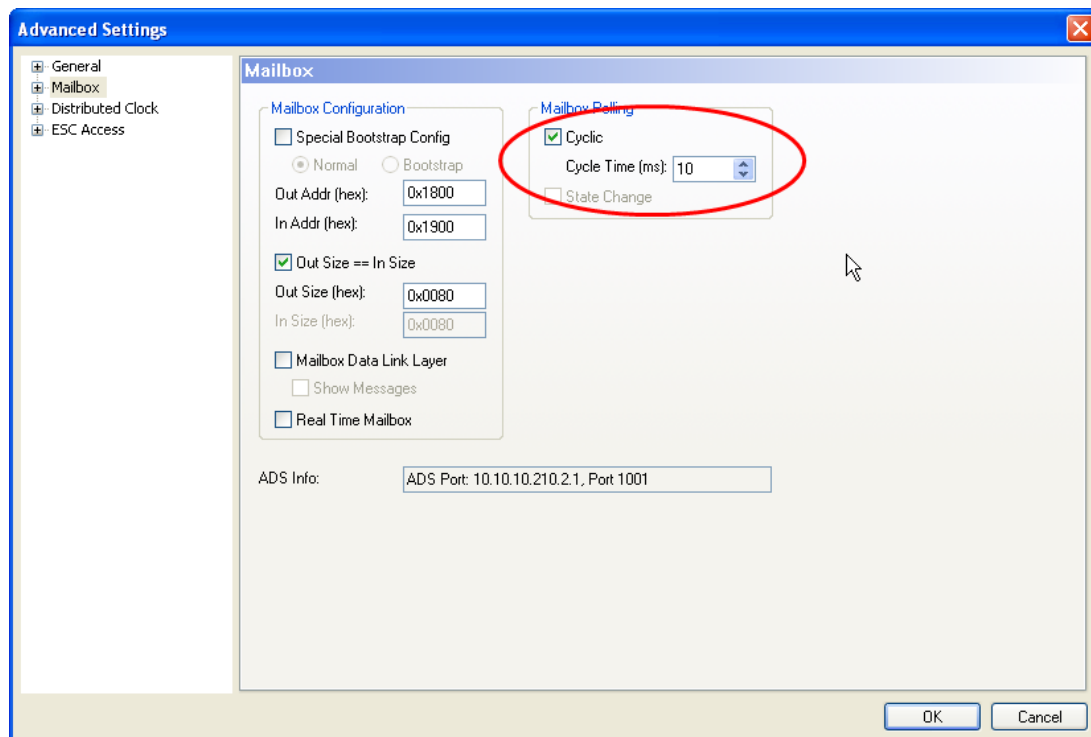 Advanced Settings
General
Mailbox
Distributed Clock
ESC Access
Mailbox
Mailbox Configuration
Special Bootstrap Config
Normal Bootstrap
Out Addr (hex): 0x1800
In Addr (hex): 0x1900
Out Size == In Size
Out Size (hex): 0x0080
In Size (hex): 0x0080
Mailbox Data Link Layer
Show Messages
Real Time Mailbox
Mailbox Polling
Cyclic
Cycle Time (ms): 10
State Change
ADS Info: ADS Port: 10.10.10.210.2.1, Port 1001
OK Cancel